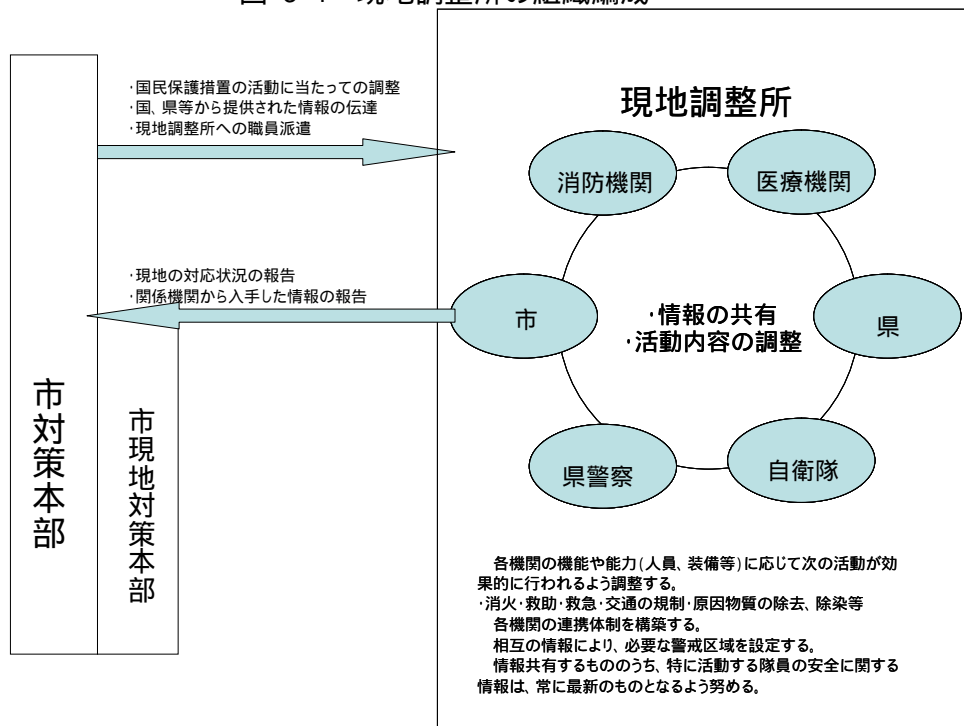 ・国民保護措置の活動に当たっての調整
・国、県等から提供された情報の伝達
・現地調整所への職員派遣
・現地の対応状況の報告
・関係機関から入手した情報の報告
市対策本部
市現地対策本部
現地調整所
消防機関
医療機関
市
・情報の共有
・活動内容の調整
県
県警察
自衛隊
各機関の機能や能力(人員、装備等)に応じて次の活動が効
果的に行われるよう調整する。
・消火・救助・救急・交通の規制・原因物質の除去、除染等
各機関の連携体制を構築する。
相互の情報により、必要な警戒区域を設定する。
情報共有するもののうち、特に活動する隊員の安全に関する
情報は、常に最新のものとなるよう努める。